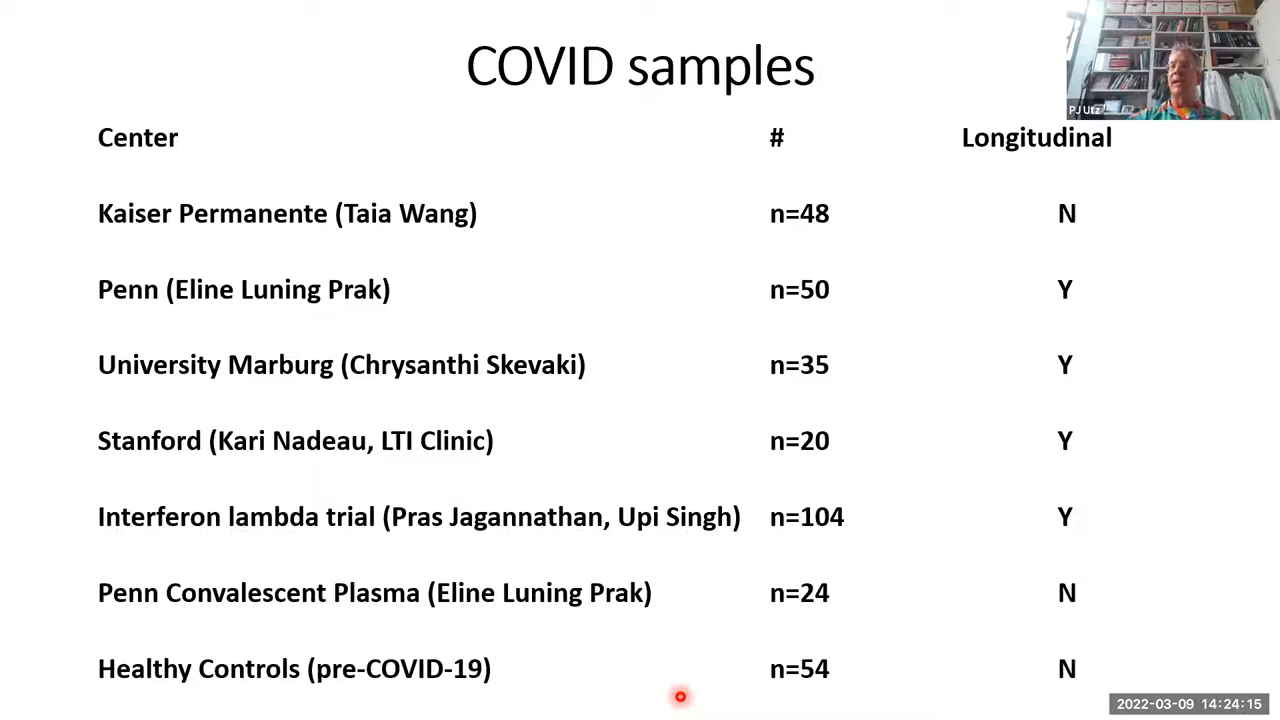 COVID samples
PJ Utz
Center # Longitudinal
Kaiser Permanente (Taia Wang) n=48 N
Penn (Eline Luning Prak) n=50 Y
University Marburg (Chrysanthi Skevaki) n=35 Y
Stanford (Kari Nadeau, LTI Clinic) n=20 Y
Interferon lambda trial (Pras Jagannathan, Upi Singh) n=104 Y
Penn Convalescent Plasma (Eline Luning Prak) n=24 N
Healthy Controls (pre-COVID-19) n=54 N
2022-03-09 14:24:15